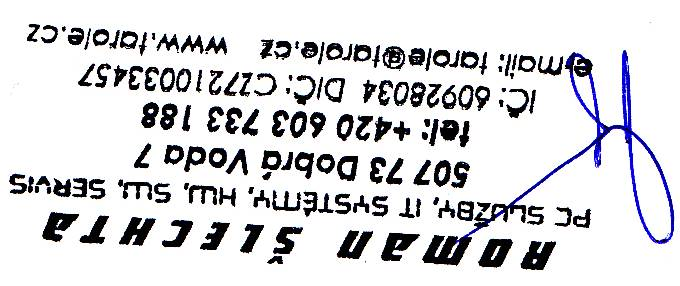 ROMAN ŠLECHTA
PC SLUŽBY, IT SYSTÉMY, HW, SW, SERVIS
507 73 Dobrá Voda 7
tel: +420 603 733 188
IČ: 60928034 DIČ: CZ7210033457
e-mail: tarole@tarole.cz www.tarole.cz